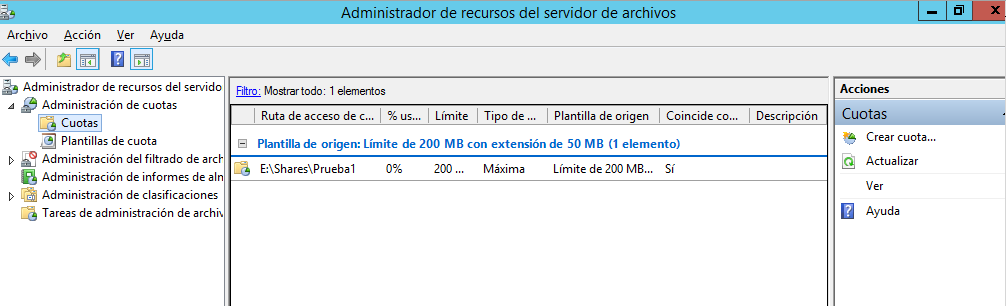 Administrador de recursos del servidor de archivos
Archivo Acción Ver Ayuda
Administrador de recursos del servido
Administración de cuotas
Cuotas
Plantillas de cuota
Administración del filtrado de arch
Administración de informes de alm
Administración de clasificaciones
Tareas de administración de archiv
Filtro: Mostrar todo: 1 elementos
Ruta de acceso de c... % us... Límite Tipo de ... Plantilla de origen Coincide co... Descripción
Plantilla de origen: Límite de 200 MB con extensión de 50 MB (1 elemento)
E:\Shares\Prueba1 0% 200 ... Máxima Límite de 200 MB... Sí
Acciones
Cuotas
Crear cuota...
Actualizar
Ver
Ayuda